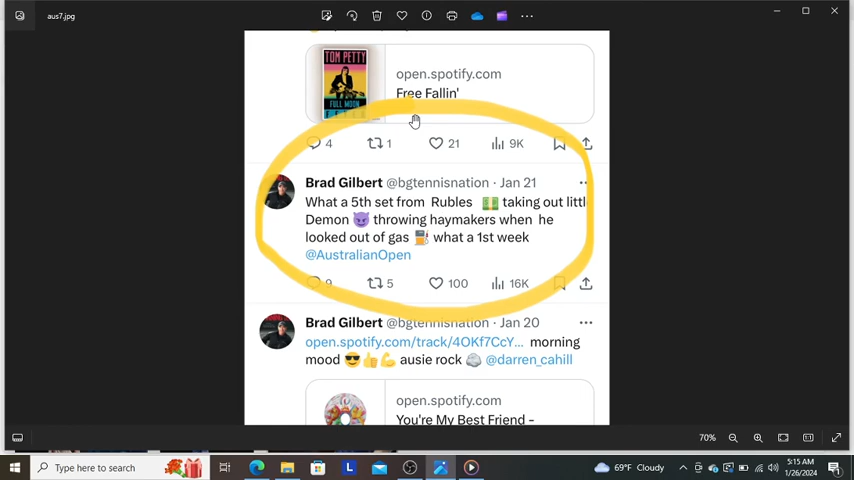 aus7.jpg
TOM PETTY
FULL MOON
open.spotify.com
Free Fallin'
4 1 21 9K
Brad Gilbert @bgtennisnation · Jan 21
What a 5th set from Rubles 💵 taking out littl
Demon 😈 throwing haymakers when he
looked out of gas ⛽ what a 1st week
@AustralianOpen
9 5 100 16K
Brad Gilbert @bgtennisnation · Jan 20
open.spotify.com/track/4OKf7CcY... morning
mood 😎👍💪 ausie rock 🪨 @darren_cahill
open.spotify.com
You're My Best Friend -
70%
Type here to search
L
69°F Cloudy
5:15 AM
1/26/2024
1